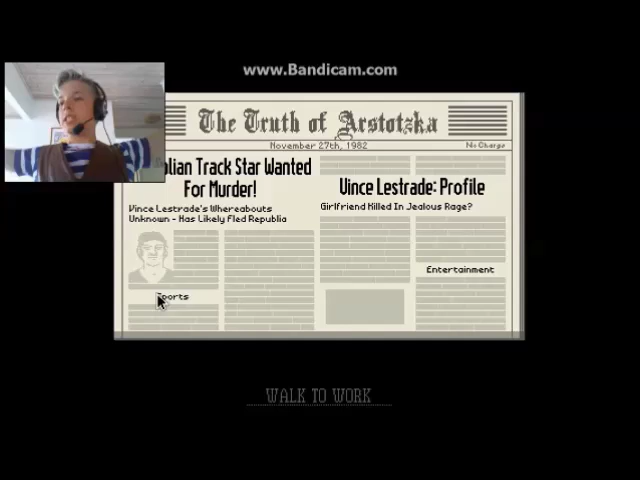 www.Bandicam.com
The Truth of Arstotzka
November 27th, 1982
No Charge
olian Track Star Wanted
For Murder!
Vince Lestrade's Whereabouts
Unknown - Has Likely Fled Republia
Sports
Vince Lestrade: Profile
Girlfriend Killed In Jealous Rage?
Entertainment
WALK TO WORK